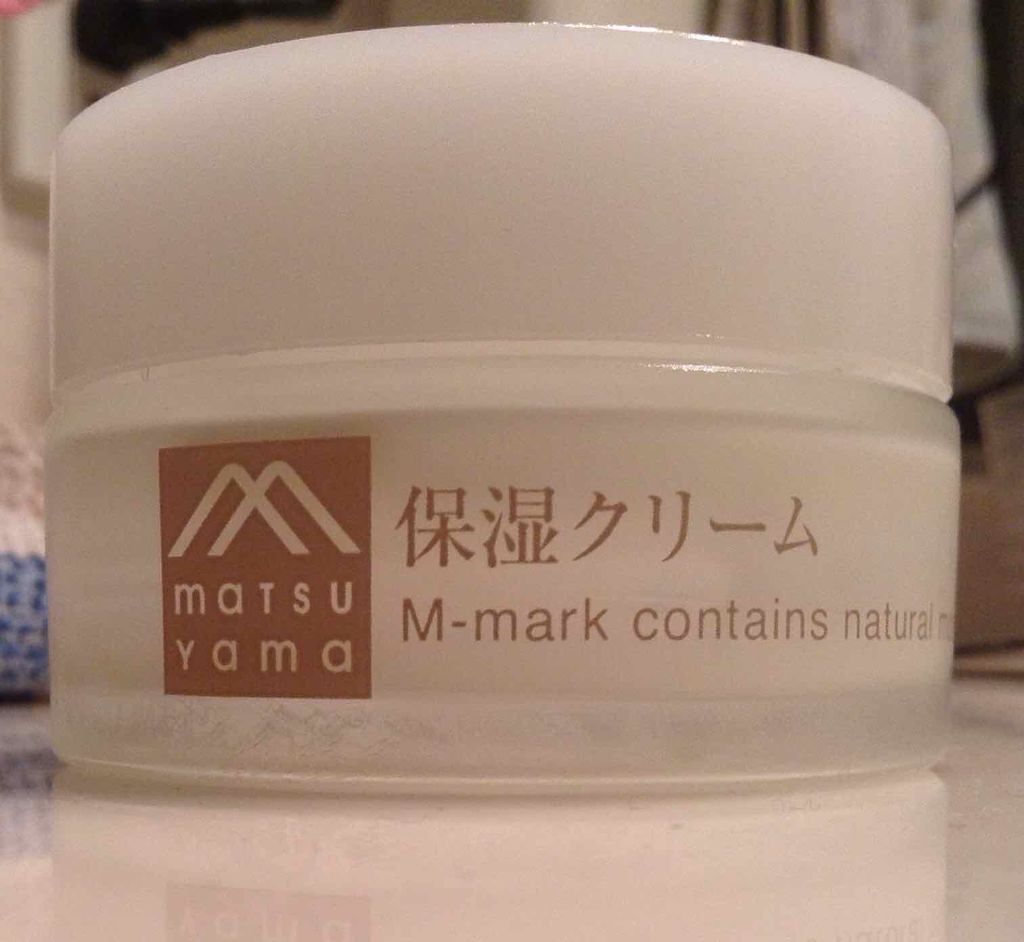 maTsu
Yama
保湿クリーム
M-mark contains natural